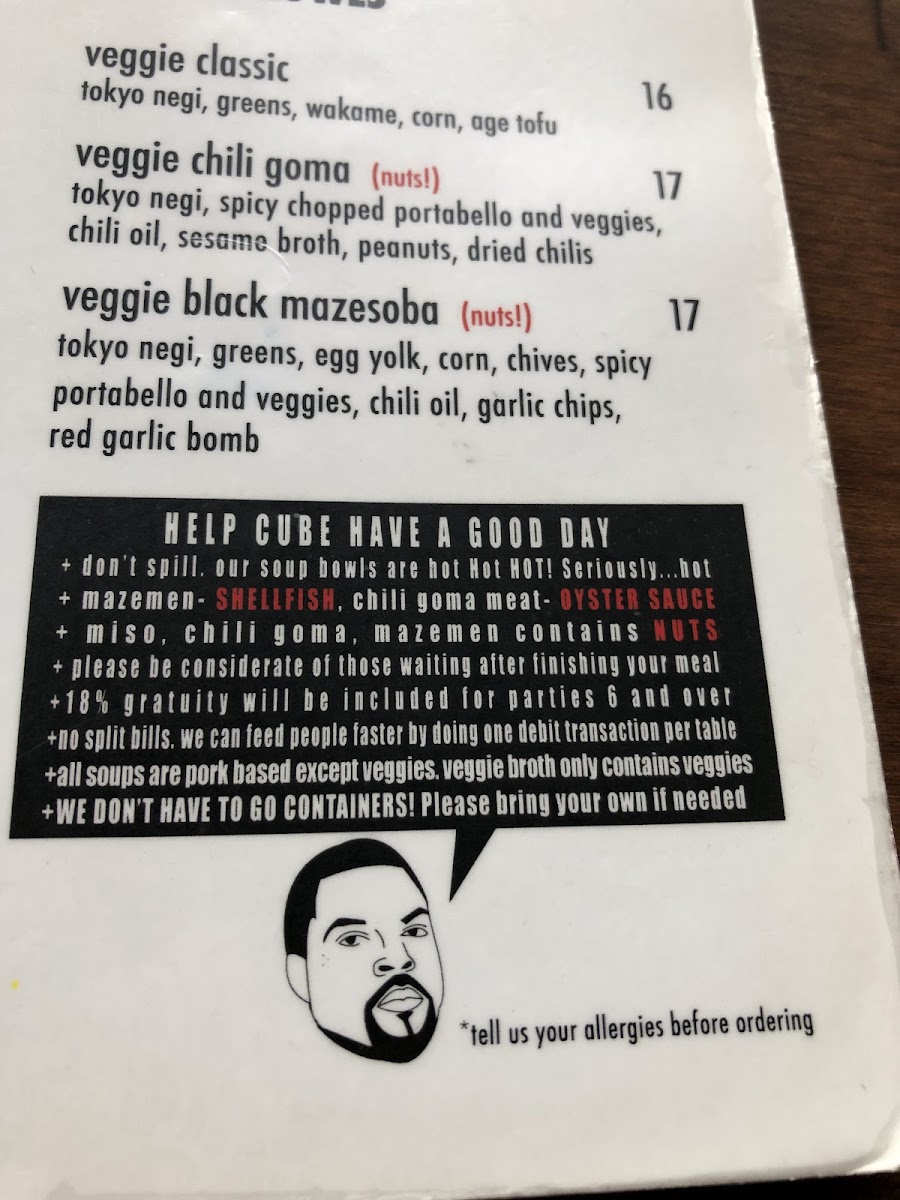 veggie classic 16
tokyo negi, greens, wakame, corn, age tofu
veggie chili goma (nuts!) 17
tokyo negi, spicy chopped portabello and veggies,
chili oil, sesame broth, peanuts, dried chilis
veggie black mazesoba (nuts!) 17
tokyo negi, greens, egg yolk, corn, chives, spicy
portabello and veggies, chili oil, garlic chips,
red garlic bomb
HELP CUBE HAVE A GOOD DAY
+ don't spill. our soup bowls are hot Hot HOT! Seriously...hot
+ mazemen- SHELLFISH, chili goma meat- OYSTER SAUCE
+ miso, chili goma, mazemen contains NUTS
+ please be considerate of those waiting after finishing your meal
+18% gratuity will be included for parties 6 and over
+no split bills. we can feed people faster by doing one debit transaction per table
+all soups are pork based except veggies. veggie broth only contains veggies
+WE DON'T HAVE TO GO CONTAINERS! Please bring your own if needed
*tell us your allergies before ordering